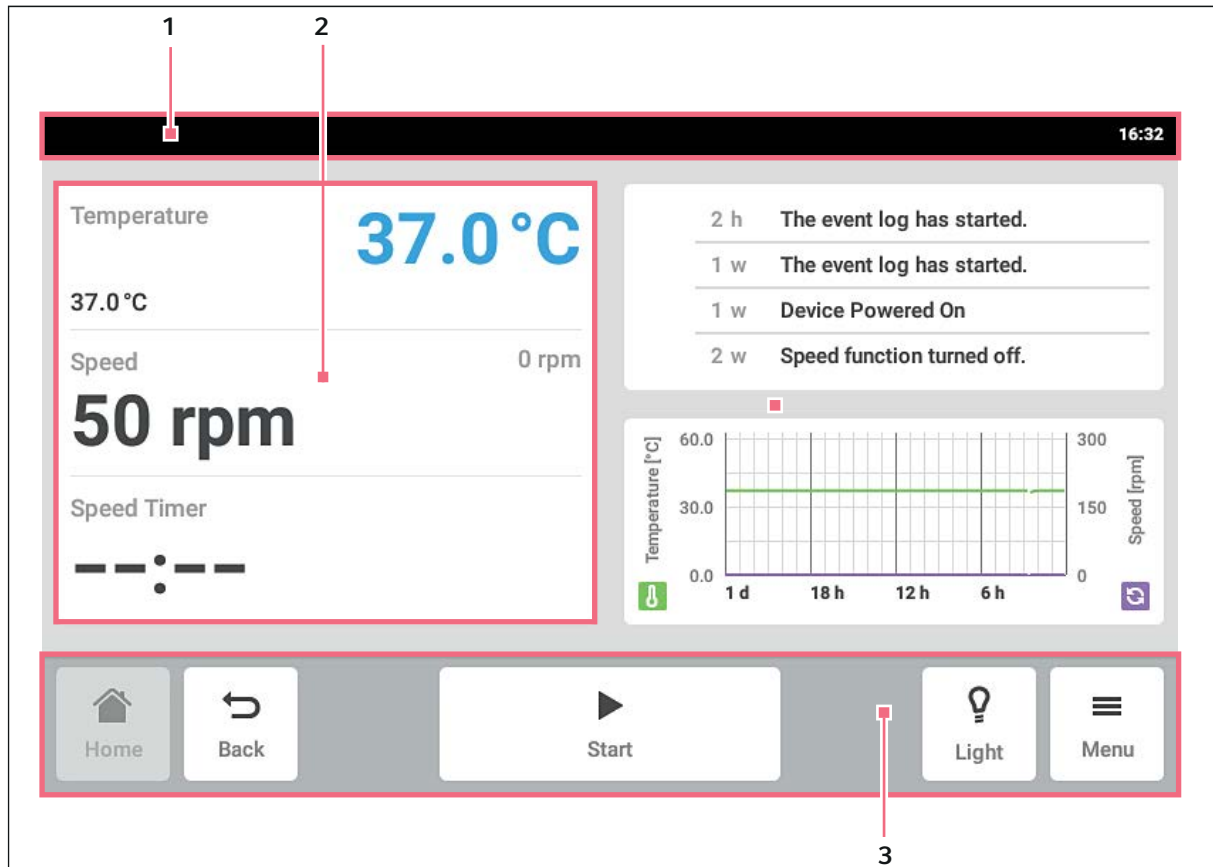 1 2
16:32
Temperature
37.0 °C
37.0 °C
Speed 0 rpm
50 rpm
Speed Timer
--:--
2 h The event log has started.
1 w The event log has started.
1 w Device Powered On
2 w Speed function turned off.
Temperature [°C]
60.0
30.0
0.0
300
150
0
Speed [rpm]
1 d 18 h 12 h 6 h
Home Back Start Light Menu
3